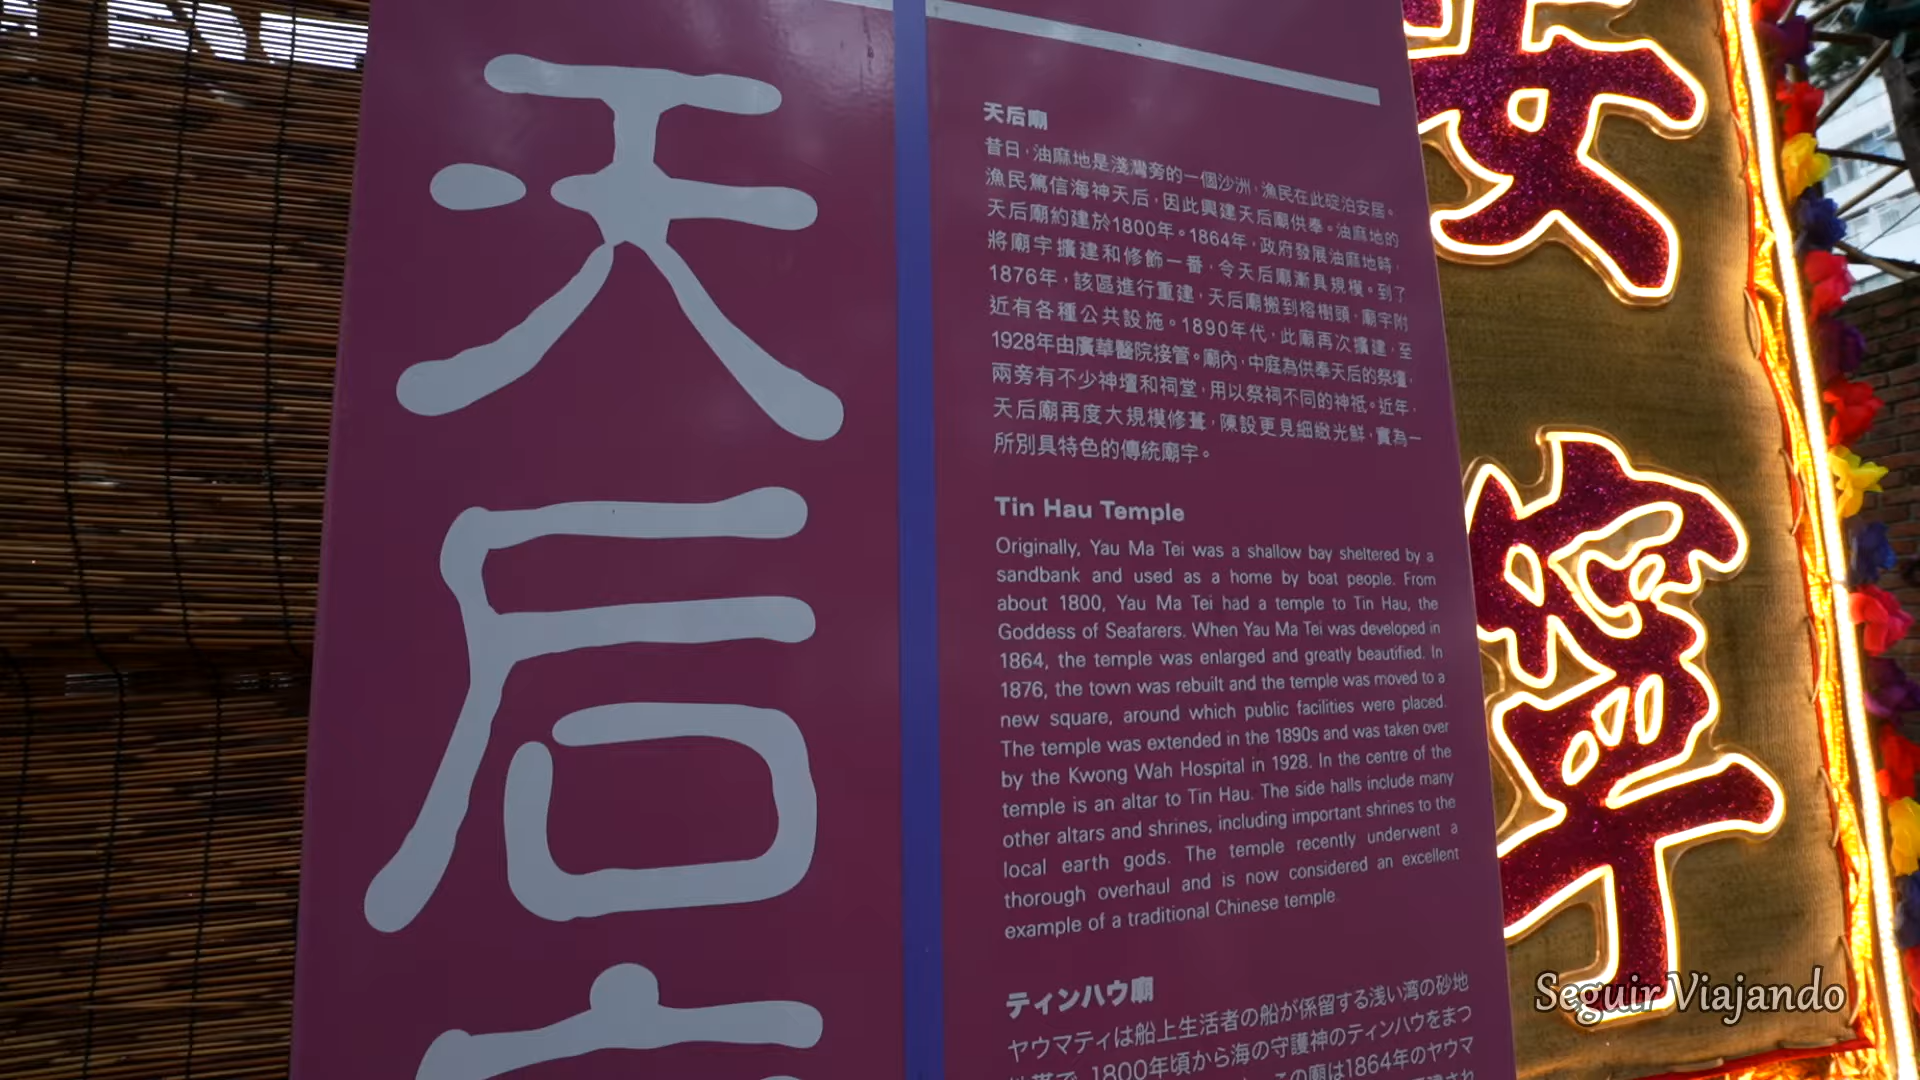 天后
天后廟
昔日，油麻地是淺灣旁的一個沙洲，漁民在此碇泊安居。
漁民篤信海神天后，因此興建天后廟供奉。油麻地的
天后廟約建於1800年。1864年，政府發展油麻地時，
將廟宇擴建和修飾一番，令天后廟漸具規模。到了
1876年，該區進行重建，天后廟搬到榕樹頭，廟宇附
近有各種公共設施。1890年代，此廟再次擴建，至
1928年由廣華醫院接管。廟內，中庭為供奉天后的祭壇，
兩旁有不少神壇和祠堂，用以祭祠不同的神祗。近年，
天后廟再度大規模修葺，陳設更見細緻光鮮，實為一
所別具特色的傳統廟宇。
Tin Hau Temple
Originally, Yau Ma Tei was a shallow bay sheltered by a
sandbank and used as a home by boat people. From
about 1800, Yau Ma Tei had a temple to Tin Hau, the
Goddess of Seafarers. When Yau Ma Tei was developed in
1864, the temple was enlarged and greatly beautified. In
1876, the town was rebuilt and the temple was moved to a
new square, around which public facilities were placed.
The temple was extended in the 1890s and was taken over
by the Kwong Wah Hospital in 1928. In the centre of the
temple is an altar to Tin Hau. The side halls include many
other altars and shrines, including important shrines to the
local earth gods. The temple recently underwent a
thorough overhaul and is now considered an excellent
example of a traditional Chinese temple
ティンハウ廟
ヤウマティは船上生活者の船が係留する浅い湾の砂地
1800年頃から海の守護神のティンハウをまつ
この廟は1864年のヤウマ
安
Seguir Viajando